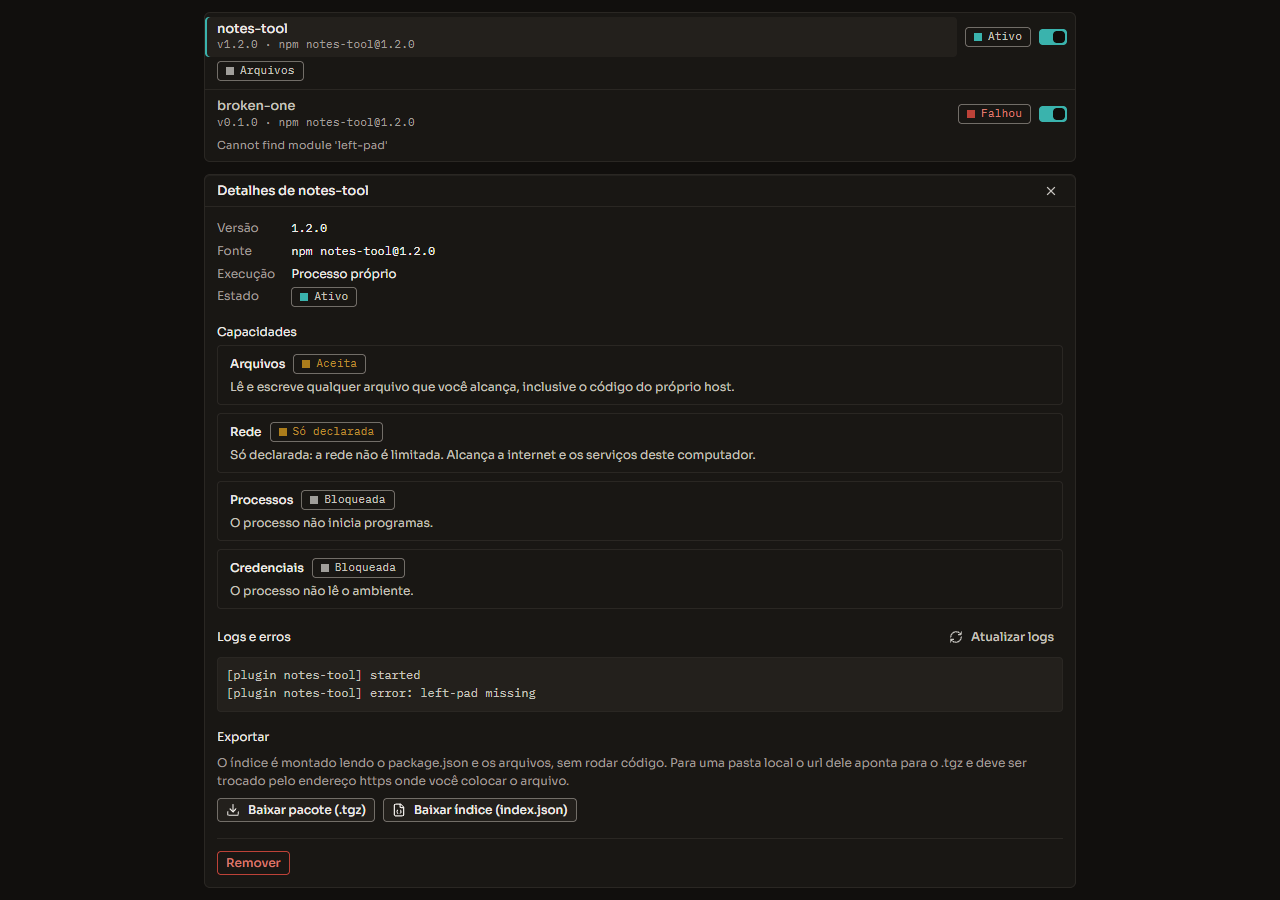 notes-tool
v1.2.0 · npm notes-tool@1.2.0
Ativo
Arquivos
broken-one
v0.1.0 · npm notes-tool@1.2.0
Falhou
Cannot find module 'left-pad'
Detalhes de notes-tool
Versão 1.2.0
Fonte npm notes-tool@1.2.0
Execução Processo próprio
Estado Ativo
Capacidades
Arquivos Aceita
Lê e escreve qualquer arquivo que você alcança, inclusive o código do próprio host.
Rede Só declarada
Só declarada: a rede não é limitada. Alcança a internet e os serviços deste computador.
Processos Bloqueada
O processo não inicia programas.
Credenciais Bloqueada
O processo não lê o ambiente.
Logs e erros Atualizar logs
[plugin notes-tool] started
[plugin notes-tool] error: left-pad missing
Exportar
O índice é montado lendo o package.json e os arquivos, sem rodar código. Para uma pasta local o url dele aponta para o .tgz e deve ser
trocado pelo endereço https onde você colocar o arquivo.
Baixar pacote (.tgz) Baixar índice (index.json)
Remover